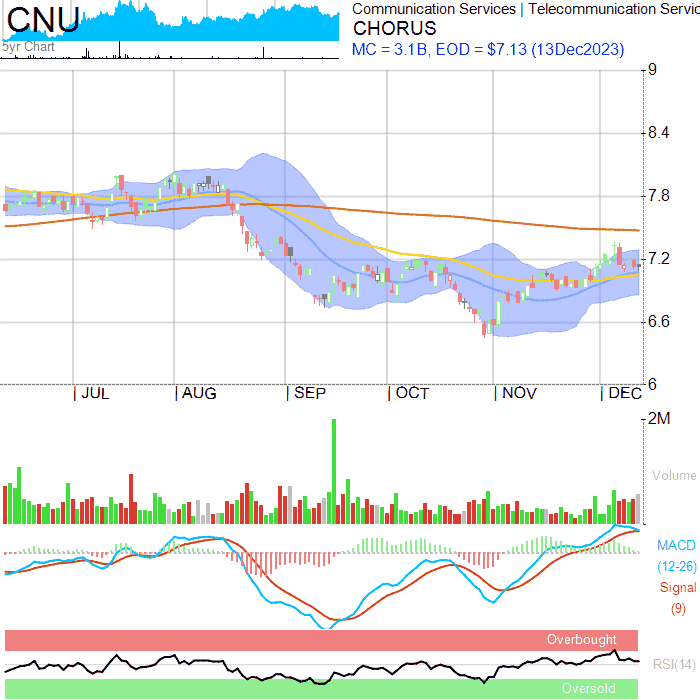 CNU
5yr Chart
Communication Services | Telecommunication Servic
CHORUS
MC = 3.1B, EOD = $7.13 (13Dec2023)
9
8.4
7.8
7.2
6.6
6
JUL
AUG
SEP
OCT
NOV
DEC
2M
Volume
MACD
(12-26)
Signal
(9)
Overbought
RSI(14)
Oversold